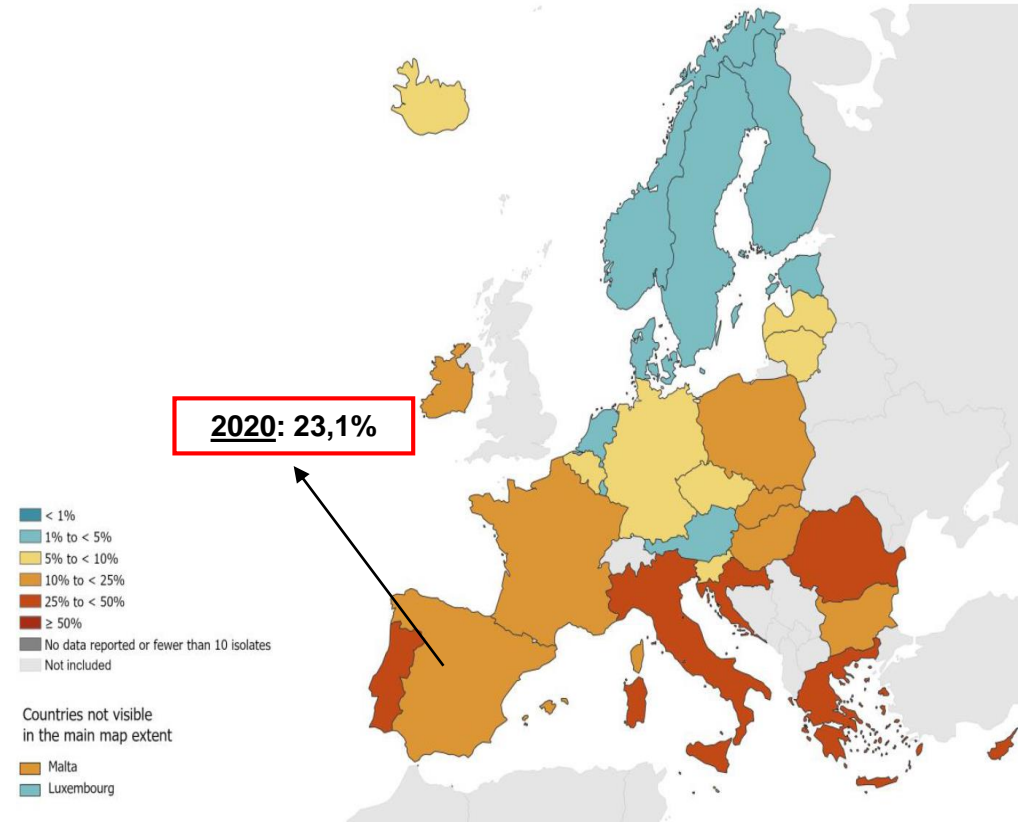 2020: 23,1%
< 1%
1% to < 5%
5% to < 10%
10% to < 25%
25% to < 50%
≥ 50%
No data reported or fewer than 10 isolates
Not included
Countries not visible
in the main map extent
Malta
Luxembourg